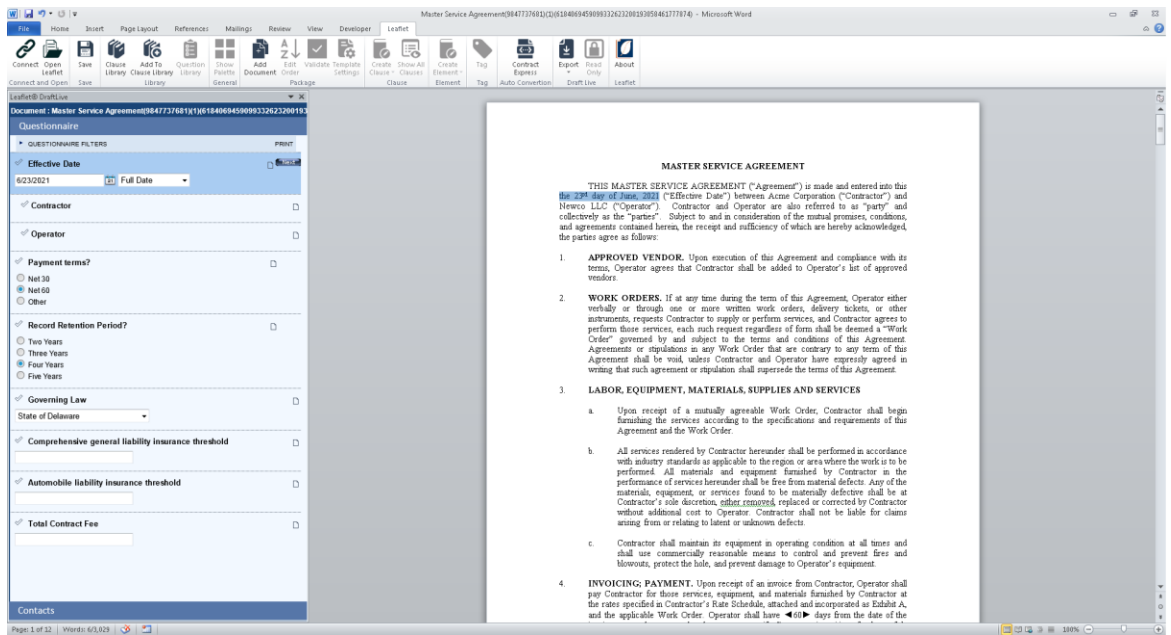 Master Service Agreement(9847737681)(1)(6184069459099332623200193058461777874) - Microsoft Word
File Home Insert Page Layout References Mailings Review View Developer Leaflet
Connect Open Leaflet Save Clause Library Add To Clause Library Question Library Show Palette Add Document Edit Order Validate Template Settings Create Clause Show All Clauses Create Element Tag Contract Express Export Read Only About
Connect and Open Save Library General Package Clause Element Tag Auto Convertion Draft Live Leaflet
Leaflet® DraftLive
Document : Master Service Agreement(9847737681)(1)(6184069459099332623200193
Questionnaire
QUESTIONNAIRE FILTERS PRINT
Effective Date
6/23/2021 Full Date
Contractor
Operator
Payment terms?
Net 30
Net 60
Other
Record Retention Period?
Two Years
Three Years
Four Years
Five Years
Governing Law
State of Delaware
Comprehensive general liability insurance threshold
Automobile liability insurance threshold
Total Contract Fee
Contacts
MASTER SERVICE AGREEMENT
THIS MASTER SERVICE AGREEMENT (“Agreement”) is made and entered into this
the 23rd day of June, 2021 (“Effective Date”) between Acme Corporation (“Contractor”) and
Newco LLC (“Operator”). Contractor and Operator are also referred to as “party” and
collectively as the “parties”. Subject to and in consideration of the mutual promises, conditions,
and agreements contained herein, the receipt and sufficiency of which are hereby acknowledged,
the parties agree as follows:
1. APPROVED VENDOR. Upon execution of this Agreement and compliance with its
terms, Operator agrees that Contractor shall be added to Operator’s list of approved
vendors.
2. WORK ORDERS. If at any time during the term of this Agreement, Operator either
verbally or through one or more written work orders, delivery tickets, or other
instruments, requests Contractor to supply or perform services, and Contractor agrees to
perform those services, each such request regardless of form shall be deemed a “Work
Order” governed by and subject to the terms and conditions of this Agreement.
Agreements or stipulations in any Work Order that are contrary to any term of this
Agreement shall be void, unless Contractor and Operator have expressly agreed in
writing that such agreement or stipulation shall supersede the terms of this Agreement.
3. LABOR, EQUIPMENT, MATERIALS, SUPPLIES AND SERVICES
a. Upon receipt of a mutually agreeable Work Order, Contractor shall begin
furnishing the services according to the specifications and requirements of this
Agreement and the Work Order.
b. All services rendered by Contractor hereunder shall be performed in accordance
with industry standards as applicable to the region or area where the work is to be
performed. All materials and equipment furnished by Contractor in the
performance of services hereunder shall be free from material defects. Any of the
materials, equipment, or services found to be materially defective shall be at
Contractor’s sole discretion, either removed, replaced or corrected by Contractor
without additional cost to Operator. Contractor shall not be liable for claims
arising from or relating to latent or unknown defects.
c. Contractor shall maintain its equipment in operating condition at all times and
shall use commercially reasonable means to control and prevent fires and
blowouts, protect the hole, and prevent damage to Operator’s equipment.
4. INVOICING; PAYMENT. Upon receipt of an invoice from Contractor, Operator shall
pay Contractor for those services, equipment, and materials furnished by Contractor at
the rates specified in Contractor’s Rate Schedule, attached and incorporated as Exhibit A,
and the applicable Work Order. Operator shall have ◄60► days from the date of the
Page: 1 of 12 Words: 6/3,029 100%